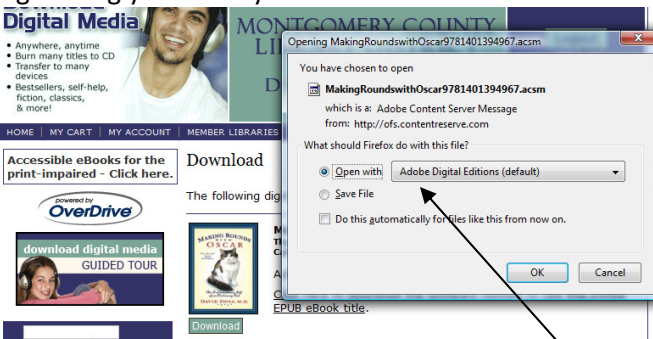 Digital Media
• Anywhere, anytime
• Burn many titles to CD
• Transfer to many
devices
• Bestsellers, self-help,
fiction, classics,
& more!
MONTGOMERY COUNTY
HOME | MY CART | MY ACCOUNT | MEMBER LIBRARIES
Accessible eBooks for the
print-impaired - Click here.
powered by
OverDrive
download digital media
GUIDED TOUR
Download
The following dig
MAKING ROUNDS
WITH
OSCAR
DAVID DOSA, M.D.
Download
EPUB eBook title.
Opening MakingRoundswithOscar9781401394967.acsm
You have chosen to open
MakingRoundswithOscar9781401394967.acsm
which is a: Adobe Content Server Message
from: http://ofs.contentreserve.com
What should Firefox do with this file?
Open with Adobe Digital Editions (default)
Save File
Do this automatically for files like this from now on.
OK Cancel